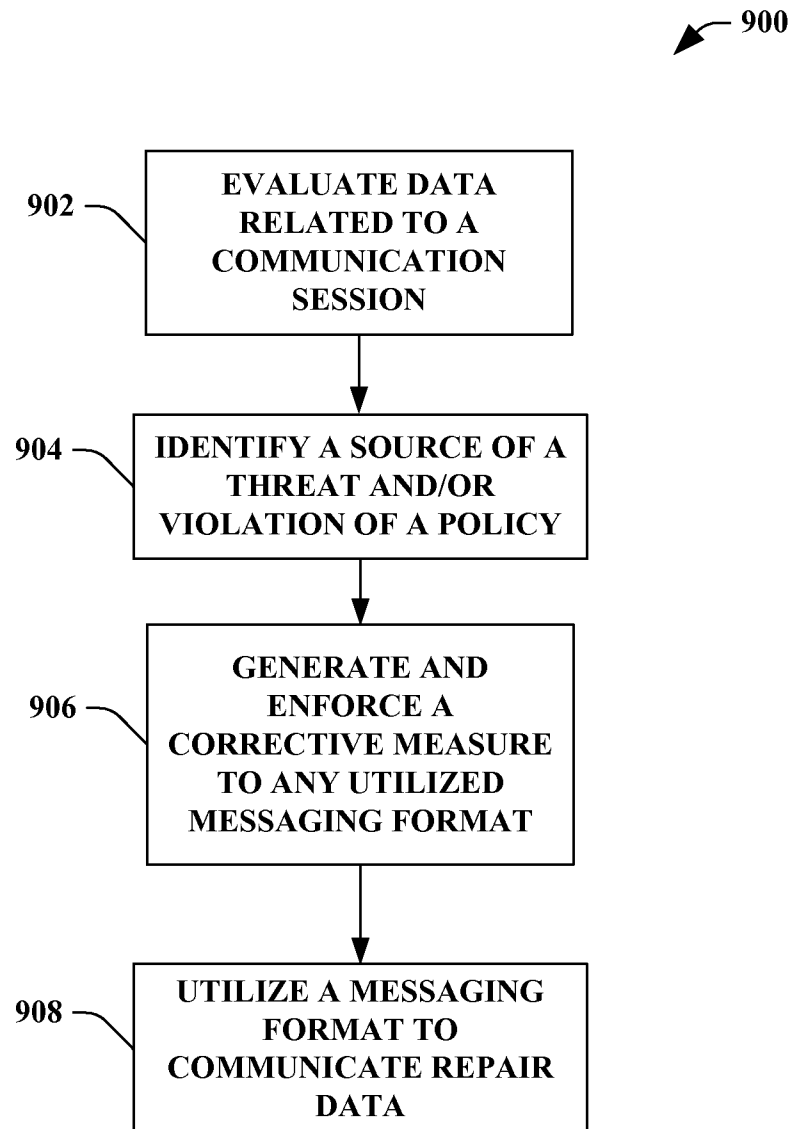 900
902
EVALUATE DATA
RELATED TO A
COMMUNICATION
SESSION
904
IDENTIFY A SOURCE OF A
THREAT AND/OR
VIOLATION OF A POLICY
906
GENERATE AND
ENFORCE A
CORRECTIVE MEASURE
TO ANY UTILIZED
MESSAGING FORMAT
908
UTILIZE A MESSAGING
FORMAT TO
COMMUNICATE REPAIR
DATA